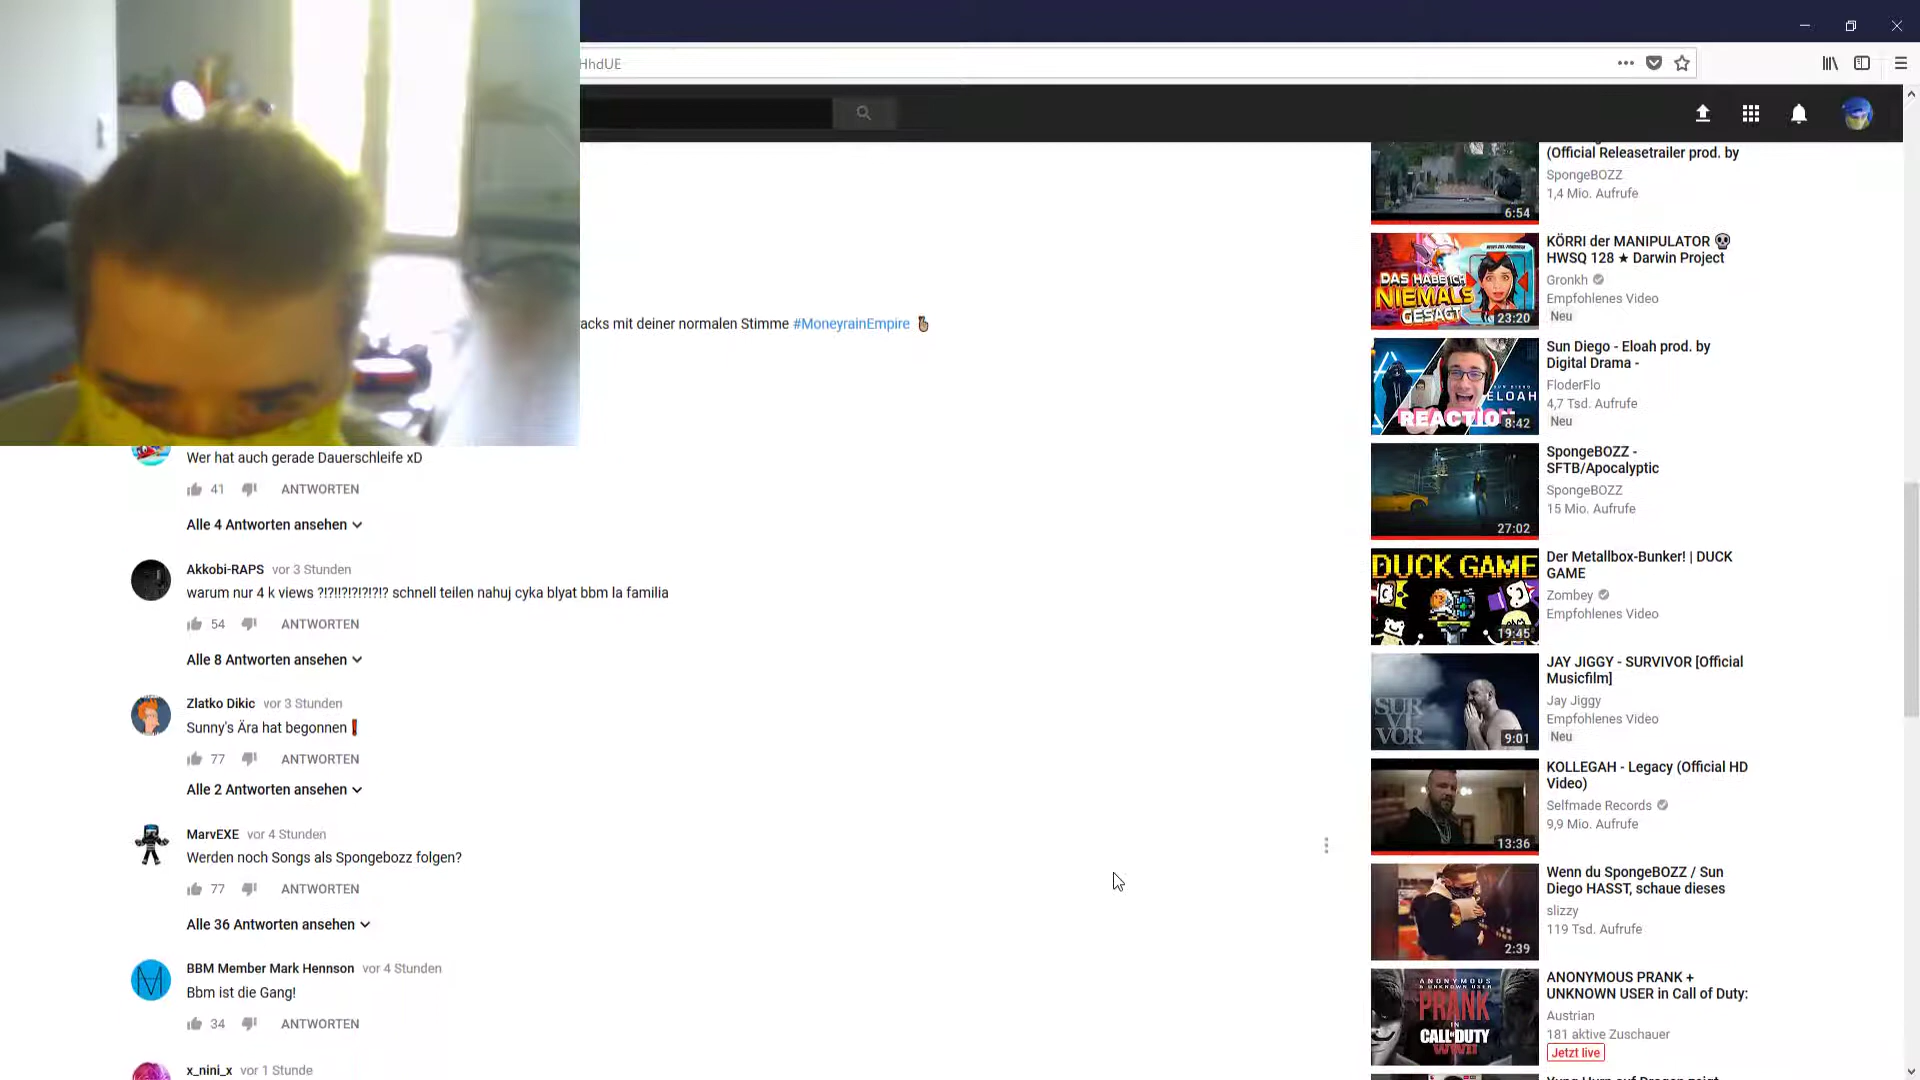 HhdUE
acks mit deiner normalen Stimme #MoneyrainEmpire
Wer hat auch gerade Dauerschleife xD
41 ANTWORTEN
Alle 4 Antworten ansehen
Akkobi-RAPS vor 3 Stunden
warum nur 4 k views ?!?!!?!?!?!?!? schnell teilen nahuj cyka blyat bbm la familia
54 ANTWORTEN
Alle 8 Antworten ansehen
Zlatko Dikic vor 3 Stunden
Sunny's Ära hat begonnen❗
77 ANTWORTEN
Alle 2 Antworten ansehen
MarvEXE vor 4 Stunden
Werden noch Songs als Spongebozz folgen?
77 ANTWORTEN
Alle 36 Antworten ansehen
BBM Member Mark Hennson vor 4 Stunden
Bbm ist die Gang!
34 ANTWORTEN
x_nini_x vor 1 Stunde
(Official Releasetrailer prod. by
SpongeBOZZ
1,4 Mio. Aufrufe
6:54
KÖRRI der MANIPULATOR 💀
HWSQ 128 ★ Darwin Project
Gronkh
Empfohlenes Video
Neu
DAS HABE ICH
NIEMALS
GESAGT
23:20
Sun Diego - Eloah prod. by
Digital Drama -
FloderFlo
4,7 Tsd. Aufrufe
Neu
ELOAH
REACTION
8:42
SpongeBOZZ -
SFTB/Apocalyptic
SpongeBOZZ
15 Mio. Aufrufe
27:02
Der Metallbox-Bunker! | DUCK
GAME
Zombey
Empfohlenes Video
DUCK GAME
19:45
JAY JIGGY - SURVIVOR [Official
Musicfilm]
Jay Jiggy
Empfohlenes Video
Neu
SUR
VI
VOR
9:01
KOLLEGAH - Legacy (Official HD
Video)
Selfmade Records
9,9 Mio. Aufrufe
13:36
Wenn du SpongeBOZZ / Sun
Diego HASST, schaue dieses
slizzy
119 Tsd. Aufrufe
2:39
ANONYMOUS PRANK +
UNKNOWN USER in Call of Duty:
Austrian
181 aktive Zuschauer
Jetzt live
ANONYMOUS
& UNKNOWN USER
PRANK
IN
CALL OF DUTY
WWII